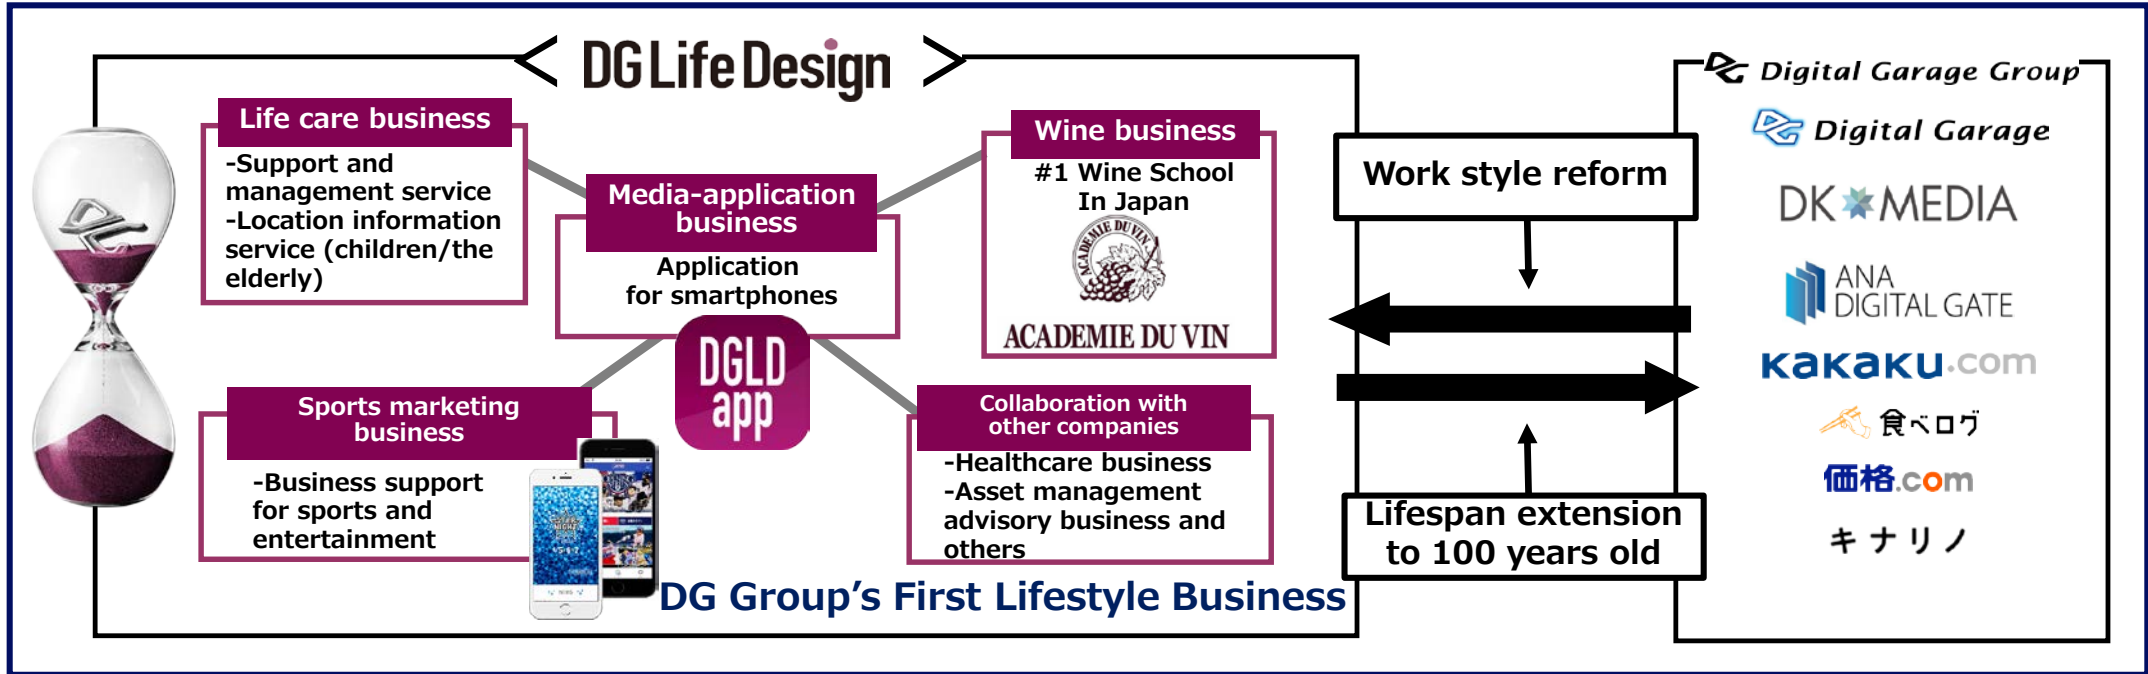 DG Life Design
Life care business
-Support and
management service
-Location information
service (children/the
elderly)
Media-application
business
Application
for smartphones
DGLD
app
Wine business
#1 Wine School
In Japan
ACADEMIE DU VIN
ACADEMIE DU VIN
Sports marketing
business
-Business support
for sports and
entertainment
Collaboration with
other companies
-Healthcare business
-Asset management
advisory business and
others
DG Group's First Lifestyle Business
Work style reform
Lifespan extension
to 100 years old
Digital Garage Group
Digital Garage
DK MEDIA
ANA
DIGITAL GATE
kakaku.com
食べログ
価格.com
キナリノ